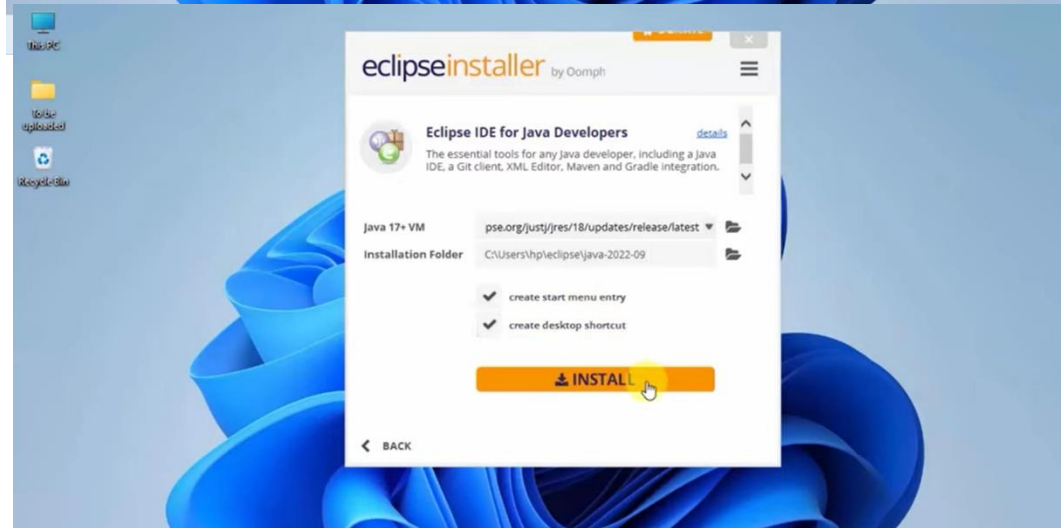 This PC
To be
uploaded
Recycle Bin
DONATE
eclipseinstaller by Oomph
Eclipse IDE for Java Developers
details
The essential tools for any Java developer, including a Java
IDE, a Git client, XML Editor, Maven and Gradle integration.
Java 17+ VM
pse.org/justj/jres/18/updates/release/latest
Installation Folder
C:\Users\hp\eclipse\java-2022-09
create start menu entry
create desktop shortcut
INSTALL
BACK